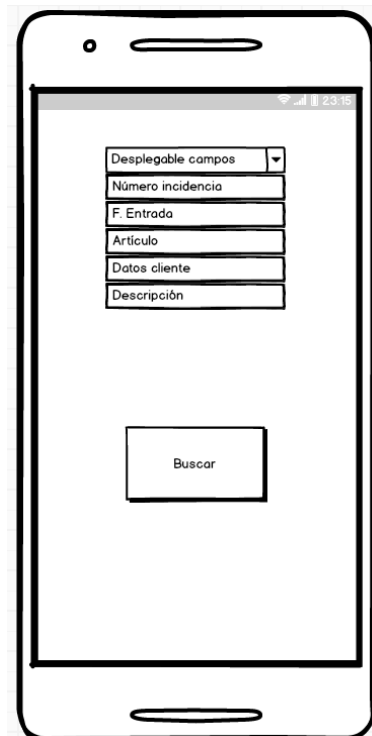 23:15
Desplegable campos
Número incidencia
F. Entrada
Artículo
Datos cliente
Descripción
Buscar